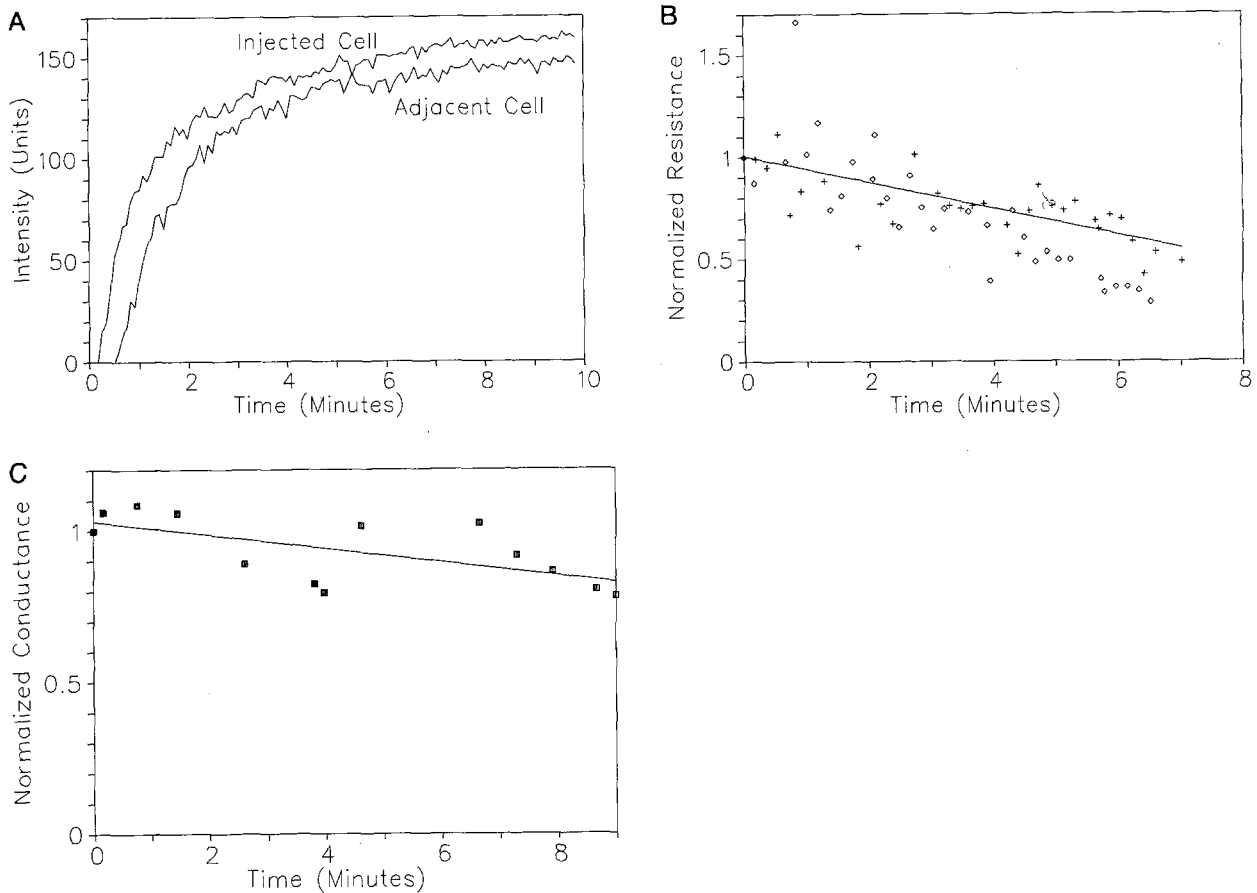 A
Intensity (Units)
150
100
50
0
Injected Cell
Adjacent Cell
0 2 4 6 8 10
Time (Minutes)
B
Normalized Resistance
1.5
1
0.5
0
0 2 4 6 8
Time (Minutes)
C
Normalized Conductance
1
0.5
0
0 2 4 6 8
Time (Minutes)